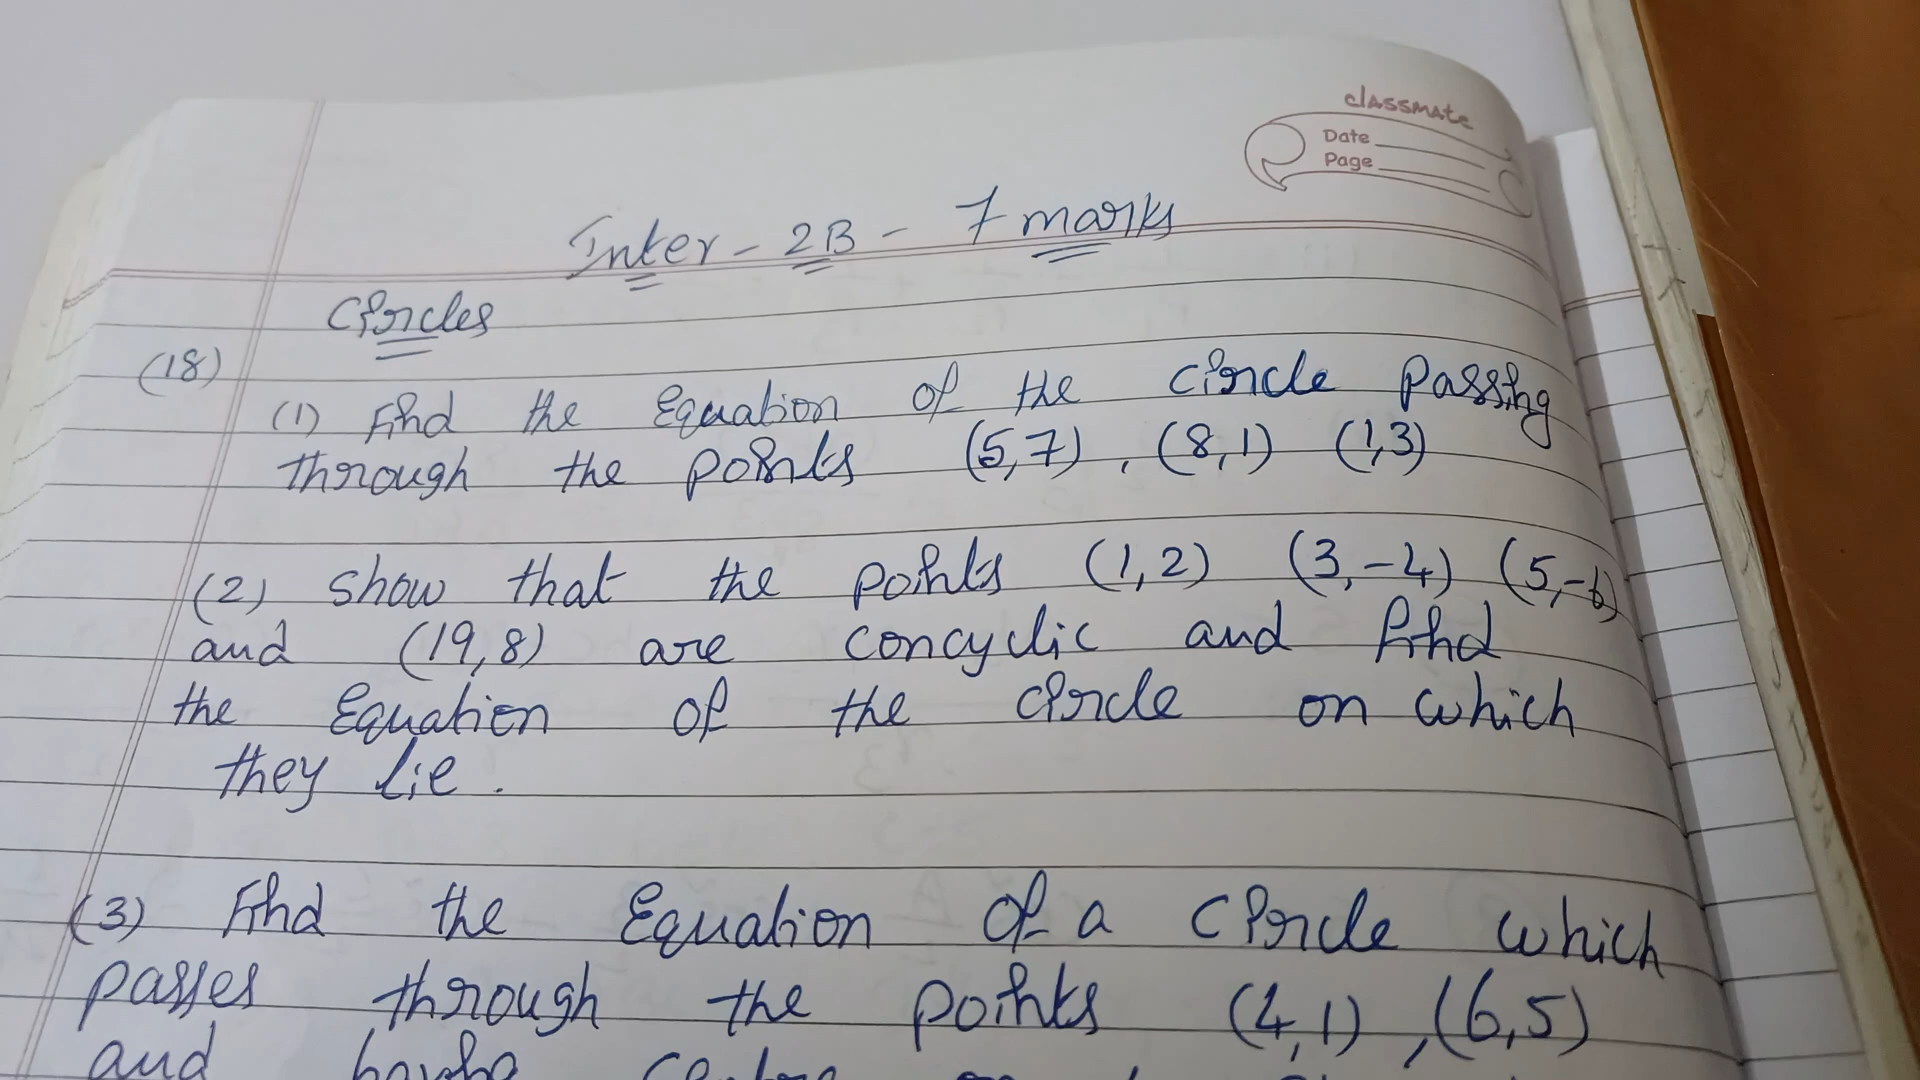 classmate
Date
Page
Inter - 2B - 7 marks
Circles
(18)
(1) Find the Equation of the circle passing
through the points (5,7), (8,1) (1,3)
(2) show that the points (1,2) (3,-4) (5,-6)
and (19,8) are concyclic and find
the Equation of the circle on which
they lie.
(3) Find the Equation of a circle which
passes through the points (4,1), (6,5)
and having centre on